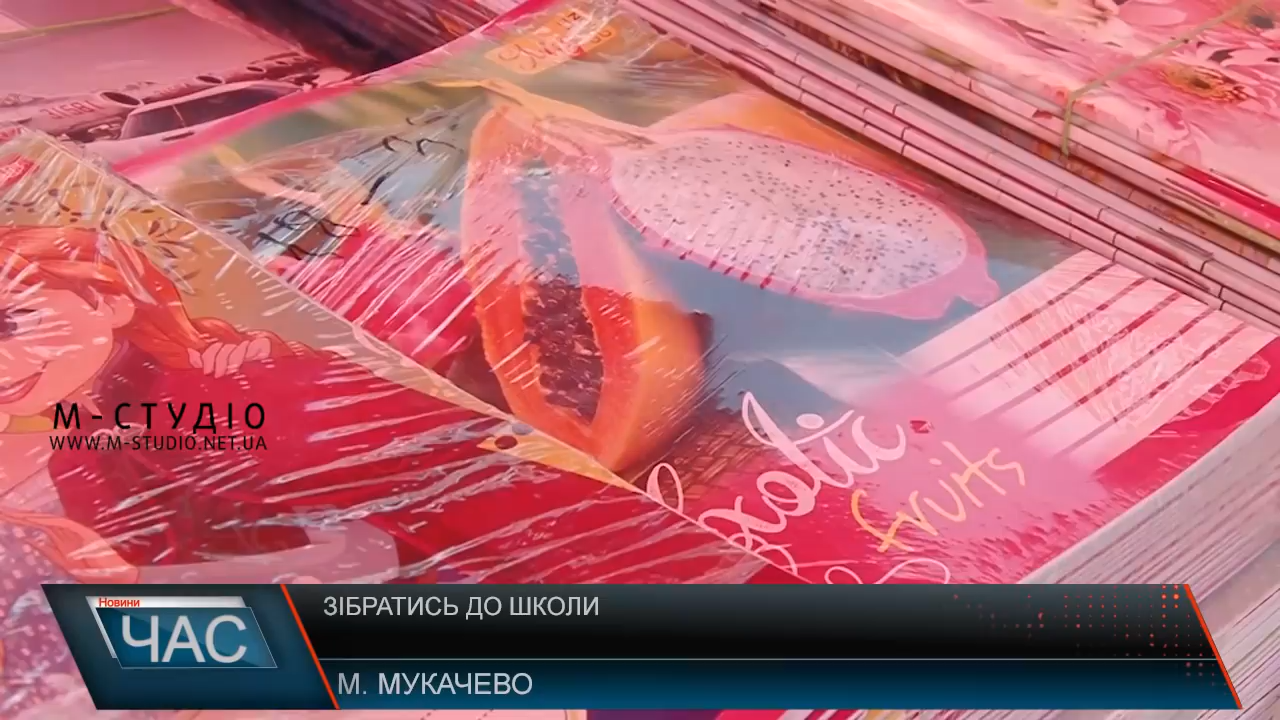 Exotic
fruits
М-СТУДІО
WWW.M-STUDIO.NET.UA
Новини
ЧАС
ЗІБРАТИСЬ ДО ШКОЛИ
М. МУКАЧЕВО